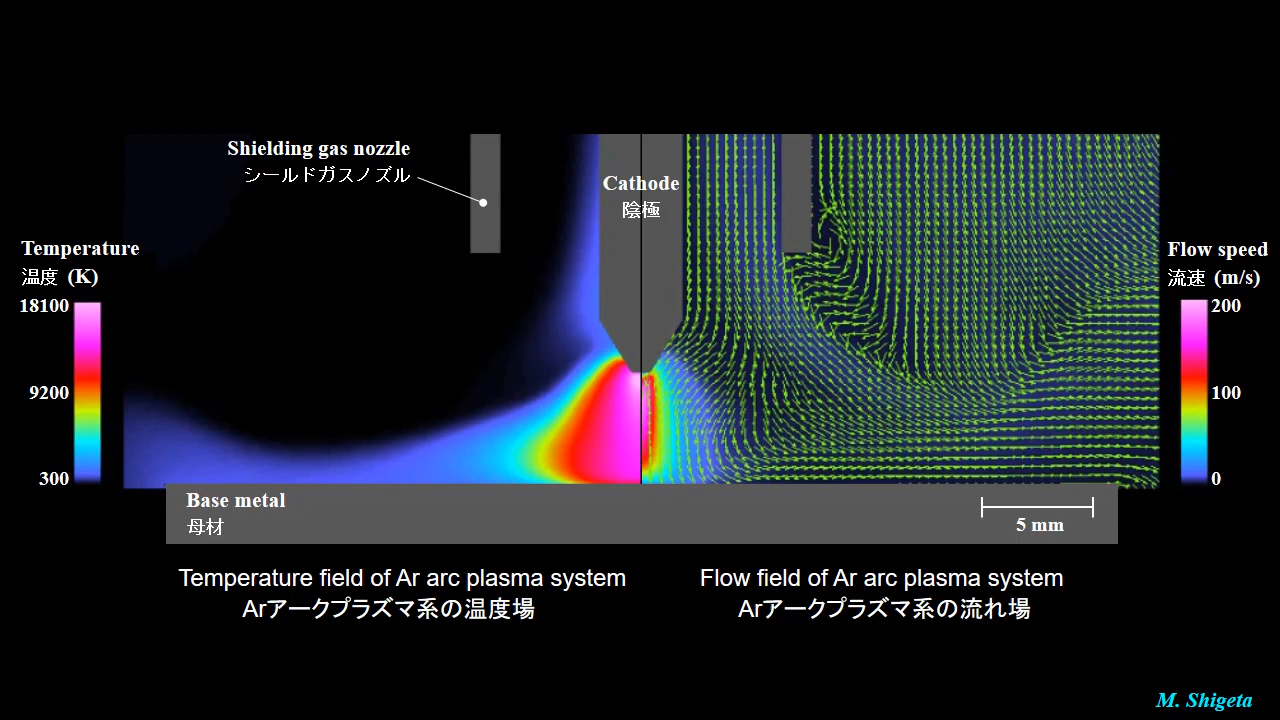 Shielding gas nozzle
シールドガスノズル
Cathode
陰極
Temperature
温度 (K)
18100
9200
300
Flow speed
流速 (m/s)
200
100
0
Base metal
母材
5 mm
Temperature field of Ar arc plasma system
Arアークプラズマ系の温度場
Flow field of Ar arc plasma system
Arアークプラズマ系の流れ場
M. Shigeta